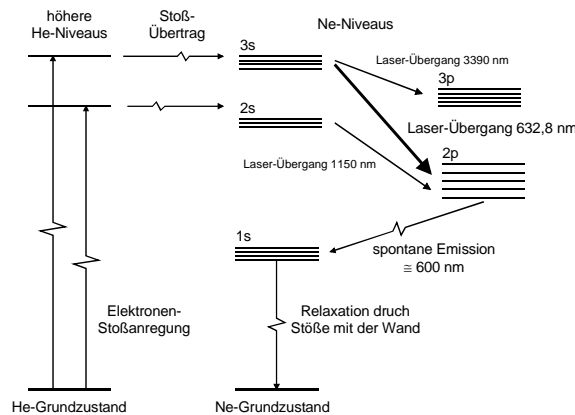 höhere
He-Niveaus
Stoß-
Übertrag
Ne-Niveaus
3s
Laser-Übergang 3390 nm
3p
2s
Laser-Übergang 632,8 nm
2p
Laser-Übergang 1150 nm
1s
spontane Emission
≅ 600 nm
Elektronen-
Stoßanregung
Relaxation druch
Stöße mit der Wand
He-Grundzustand
Ne-Grundzustand